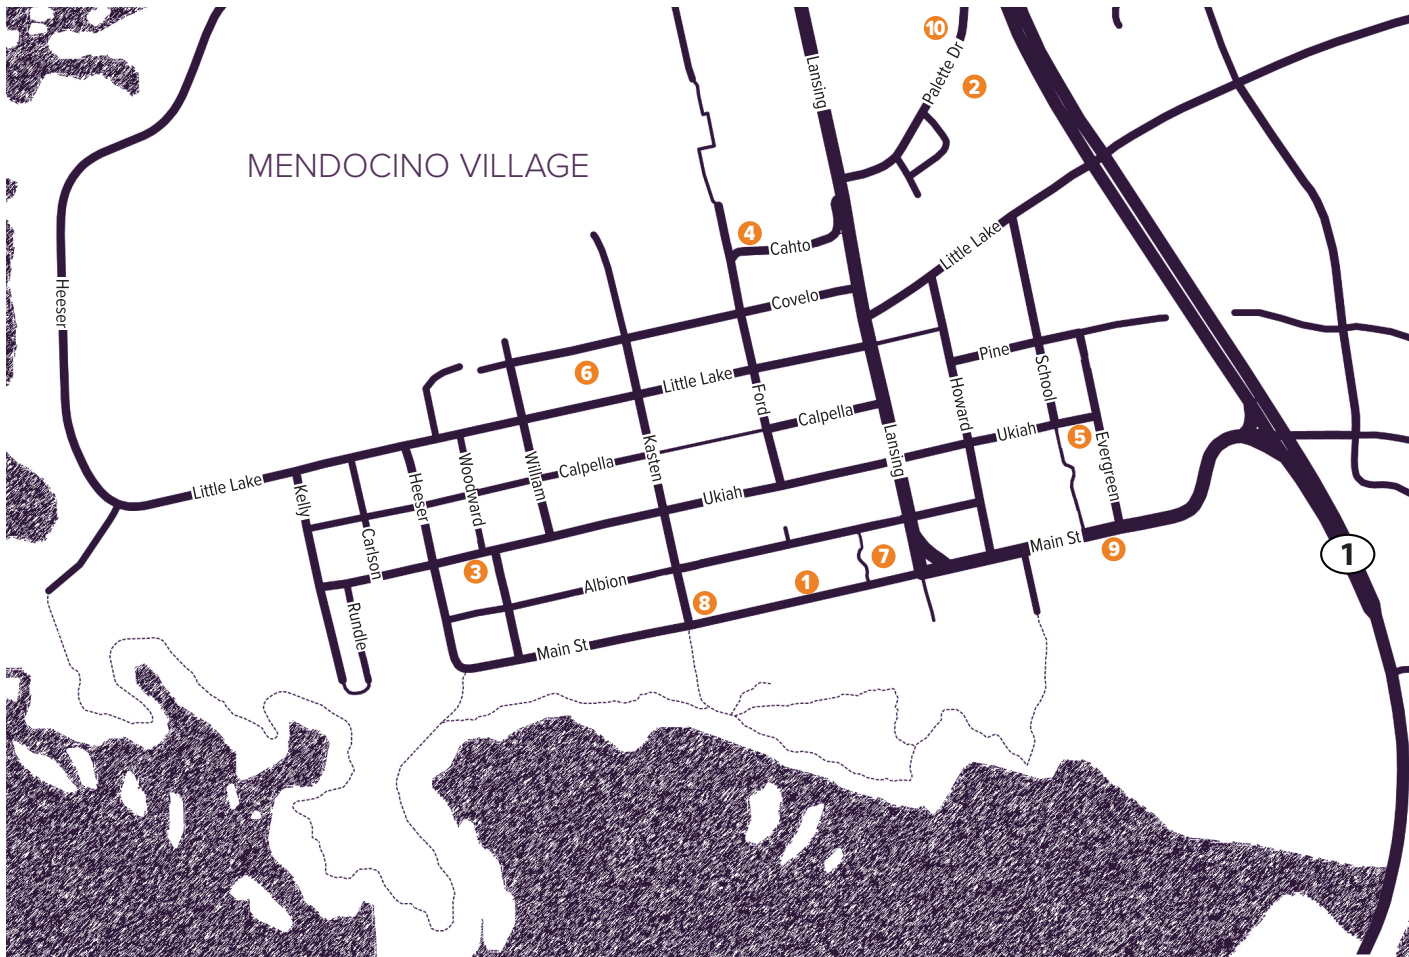 10
Lansing
Palette Dr
2
MENDOCINO VILLAGE
4
Cahto
Little Lake
Heeser
Covelo
Pine
6
Little Lake
School
Ford
Howard
Calpella
Ukiah
5
Lansing
Kasten
Evergreen
Calpella
William
Woodward
Little Lake
Heeser
Kelly
Ukiah
Carlson
Main St
9
7
1
3
Albion
1
8
Rundle
Main St